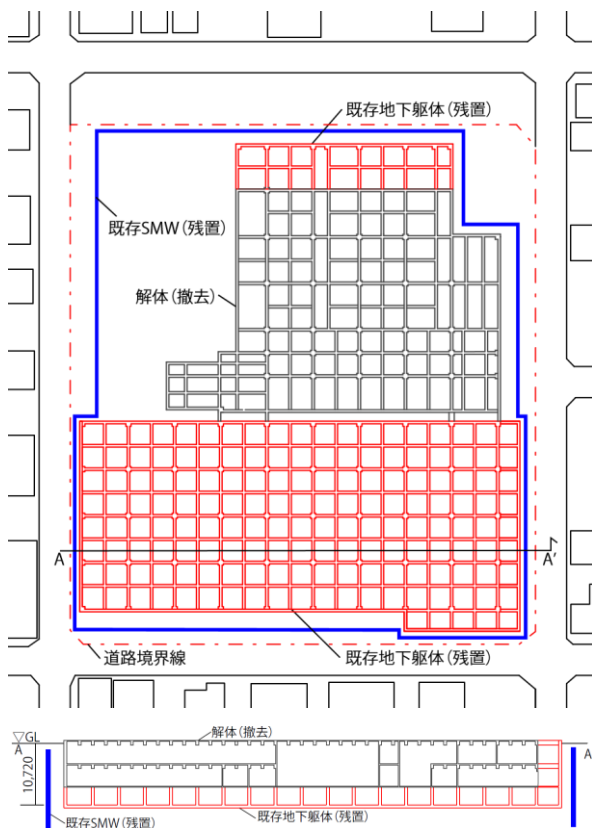 既存地下躯体(残置)
既存SMW(残置)
解体(撤去)
A
A'
道路境界線
既存地下躯体(残置)
▽GL
解体(撤去)
A
A
10,720
既存SMW(残置)
既存地下躯体(残置)